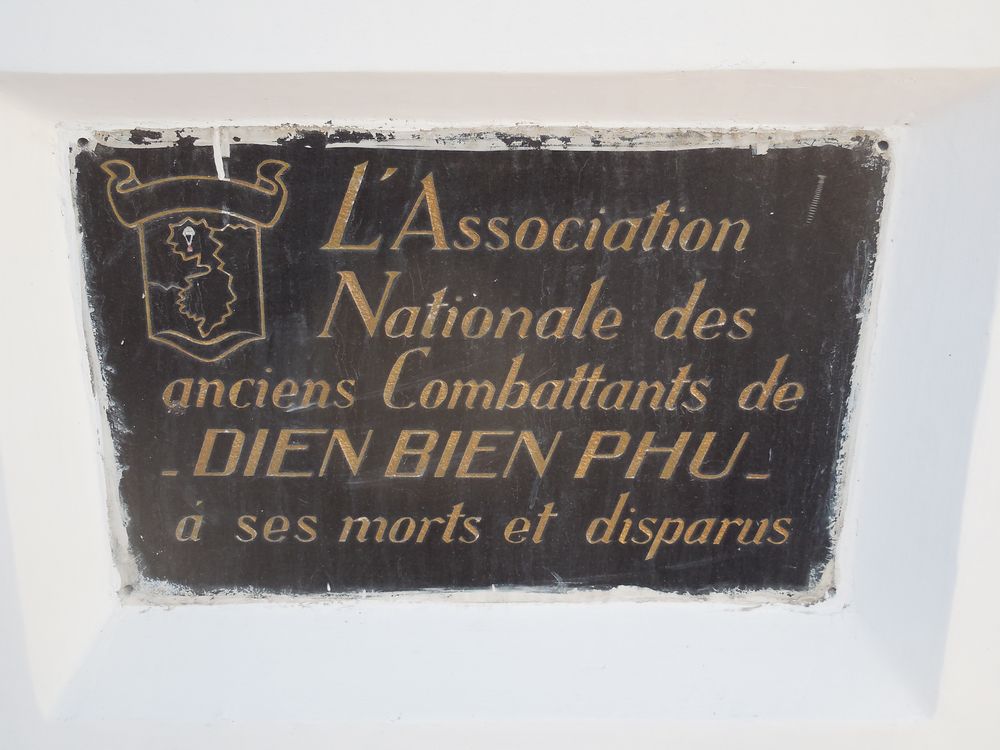 L'Association
Nationale des
anciens Combattants de
- DIEN BIEN PHU -
à ses morts et disparus